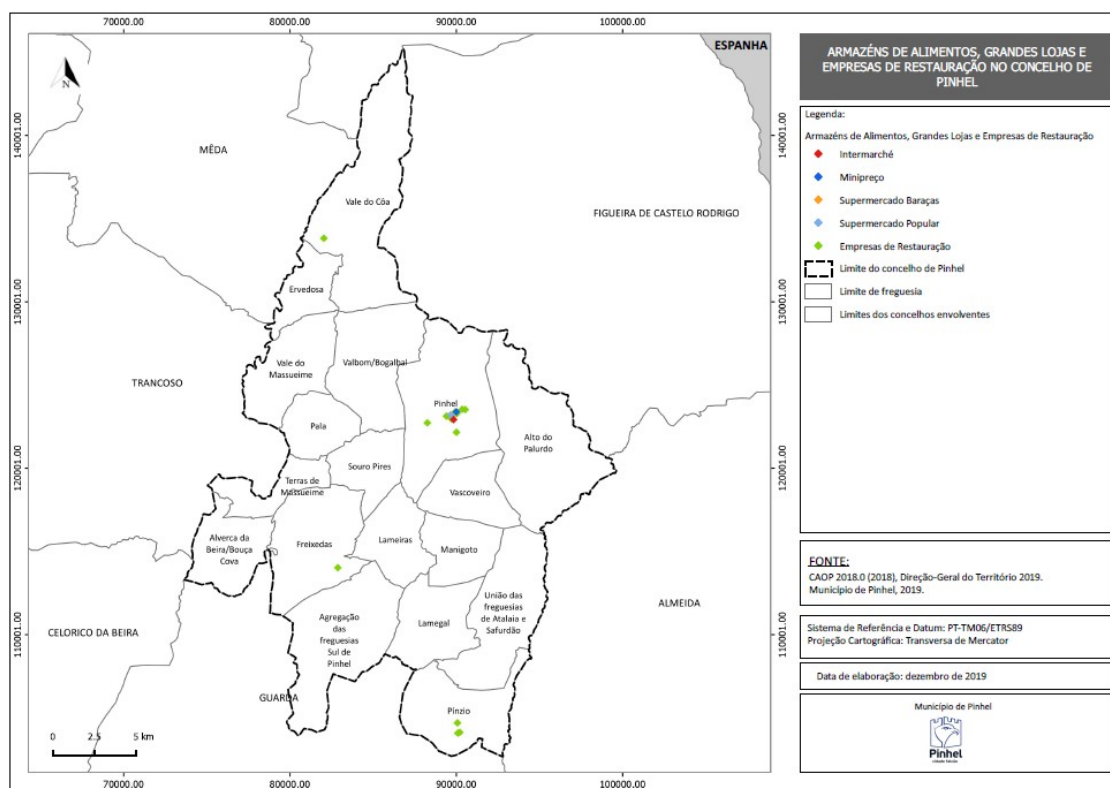 70000.00
80000.00
90000.00
100000.00
ESPANHA
N
140001.00
140001.00
MÊDA
Vale do Côa
FIGUEIRA DE CASTELO RODRIGO
Ervedosa
130001.00
130001.00
Vale do
Massueime
Valbom/Bogalhal
TRANCOSO
Pinhel
Pala
Alto do
Palurdo
Souro Pires
120001.00
120001.00
Terras de
Massueime
Vascoveiro
Alverca da
Beira/Bouça
Cova
Freixedas
Lameiras
Manigoto
União das
freguesias
de Atalaia e
Safurdão
ALMEIDA
CELORICO DA BEIRA
Agregação
das
freguesias
Sul de
Pinhel
Lamegal
110001.00
110001.00
GUARDA
Pínzio
0 2.5 5 km
70000.00
80000.00
90000.00
100000.00
ARMAZÉNS DE ALIMENTOS, GRANDES LOJAS E
EMPRESAS DE RESTAURAÇÃO NO CONCELHO DE
PINHEL
Legenda:
Armazéns de Alimentos, Grandes Lojas e Empresas de Restauração
Intermarché
Minipreço
Supermercado Baraças
Supermercado Popular
Empresas de Restauração
Limite do concelho de Pinhel
Limite de freguesia
Limites dos concelhos envolventes
FONTE:
CAOP 2018.0 (2018), Direção-Geral do Território 2019.
Município de Pinhel, 2019.
Sistema de Referência e Datum: PT-TM06/ETRS89
Projeção Cartográfica: Transversa de Mercator
Data de elaboração: dezembro de 2019
Município de Pinhel
Pinhel
cidade falcão